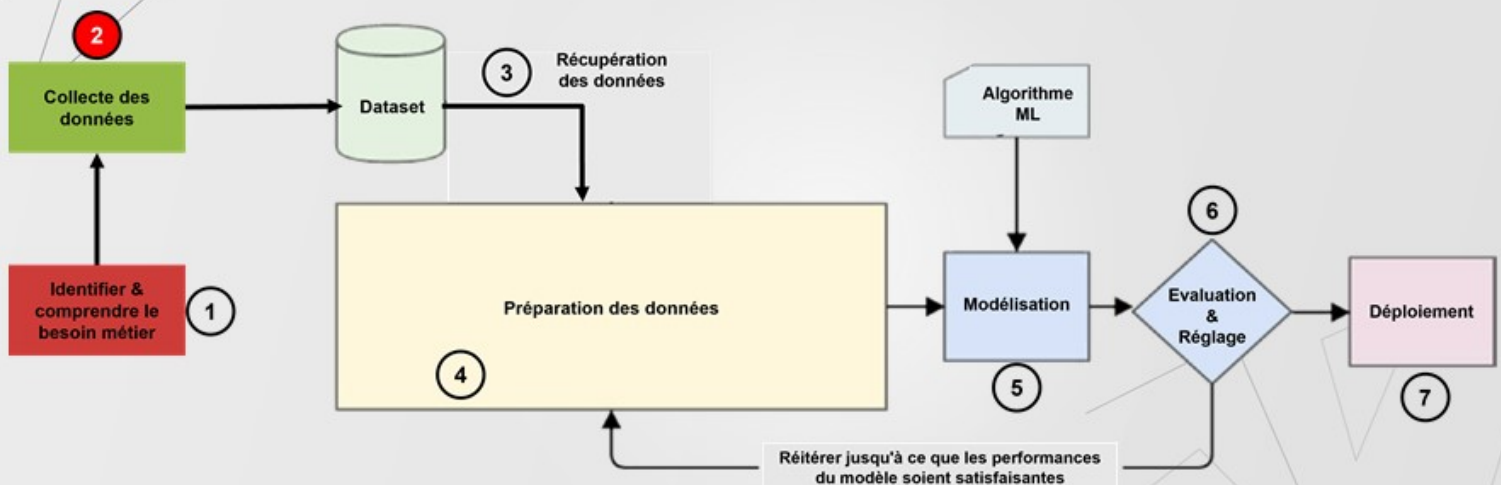 2
Collecte des
données
Dataset
3
Récupération
des données
Algorithme
ML
Identifier &
comprendre le
besoin métier
1
Préparation des données
4
Modélisation
5
6
Evaluation
&
Réglage
Déploiement
7
Réitérer jusqu'à ce que les performances
du modèle soient satisfaisantes